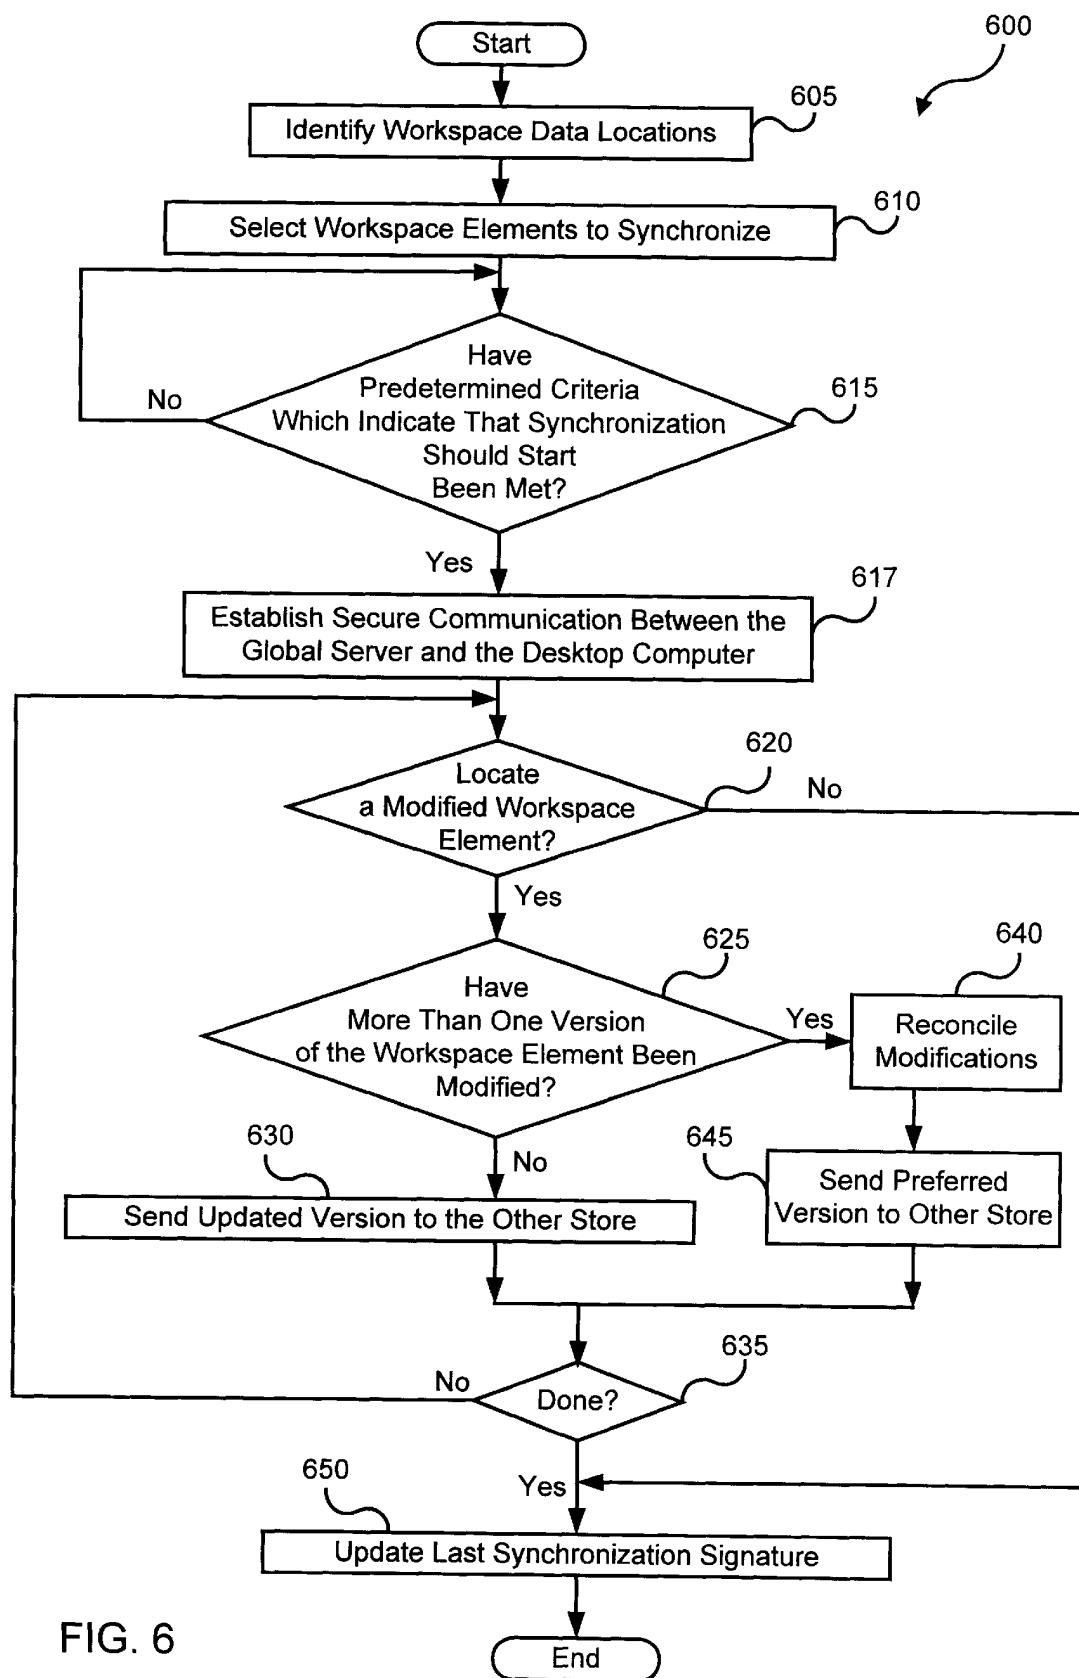 600
Start
605
Identify Workspace Data Locations
610
Select Workspace Elements to Synchronize
Have
Predetermined Criteria
Which Indicate That Synchronization
Should Start
Been Met?
615
No
Yes
617
Establish Secure Communication Between the
Global Server and the Desktop Computer
620
Locate
a Modified Workspace
Element?
No
Yes
625
Have
More Than One Version
of the Workspace Element Been
Modified?
Yes
640
Reconcile
Modifications
No
630
Send Updated Version to the Other Store
645
Send Preferred
Version to Other Store
635
Done?
No
Yes
650
Update Last Synchronization Signature
End
FIG. 6